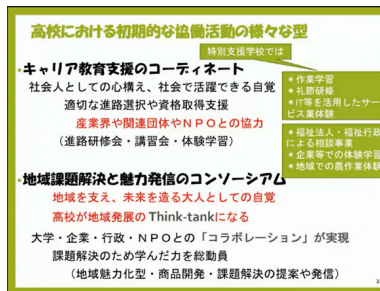 高校における初期的な協働活動の様々な型
特別支援学校では
・キャリア教育支援のコーディネート
社会人としての心構え、社会で活躍できる自覚
適切な進路選択や資格取得支援
産業界や関連団体やNPOとの協力
（進路研修会・講習会・体験学習）
＊作業学習
＊礼節研修
＊IT等を活用したサー
ビス業体験
＊福祉法人・福祉行政
による相談事業
＊企業等での体験学習
＊地域での農作業体験
・地域課題解決と魅力発信のコンソーシアム
地域を支え、未来を造る大人としての自覚
高校が地域発展のThink-tankになる
大学・企業・行政・NPOとの「コラボレーション」が実現
課題解決のため学んだ力を総動員
（地域魅力化型・商品開発・課題解決の提案や発信）